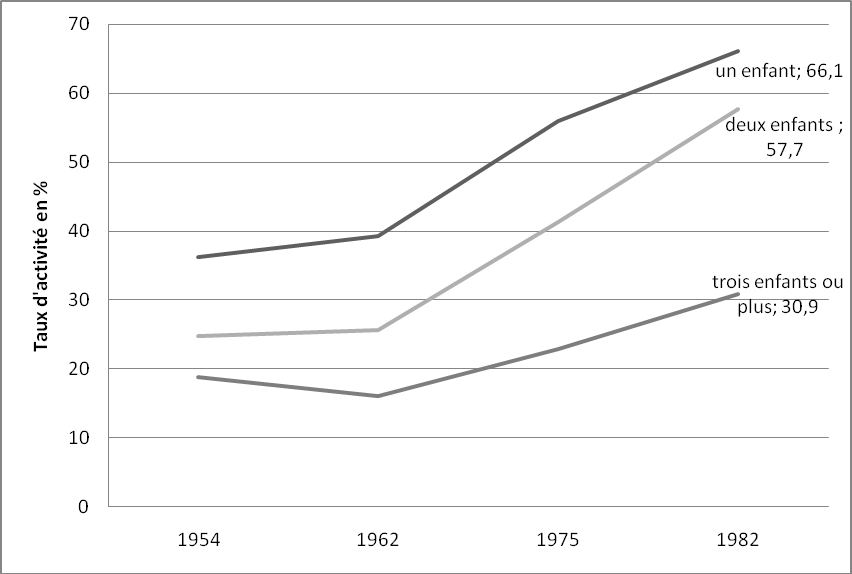 70
60
50
40
30
20
10
0
Taux d'activité en %
un enfant; 66,1
deux enfants ;
57,7
trois enfants ou
plus; 30,9
1954
1962
1975
1982